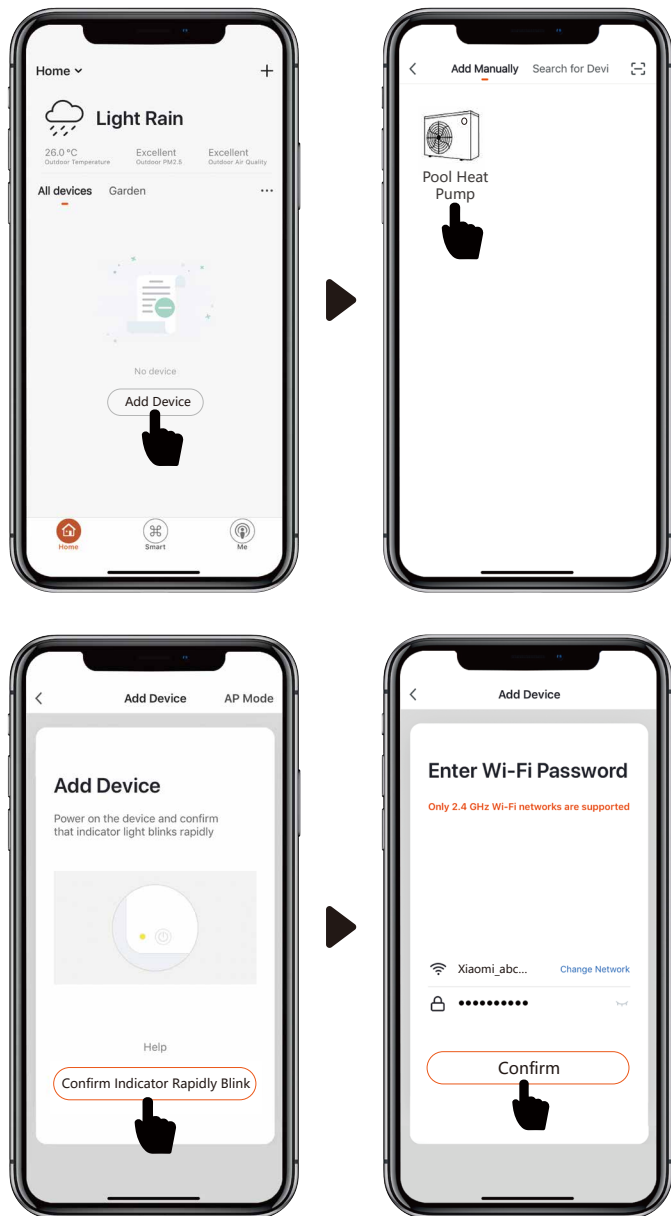 Home
Light Rain
26.0 °C Excellent Excellent
Outdoor Temperature Outdoor PM2.5 Outdoor Air Quality
All devices Garden
No device
Add Device
Home Smart Me
Add Manually Search for Devi
Pool Heat
Pump
Add Device AP Mode
Add Device
Power on the device and confirm
that indicator light blinks rapidly
Help
Confirm Indicator Rapidly Blink
Add Device
Enter Wi-Fi Password
Only 2.4 GHz Wi-Fi networks are supported
Xiaomi_abc... Change Network
Confirm